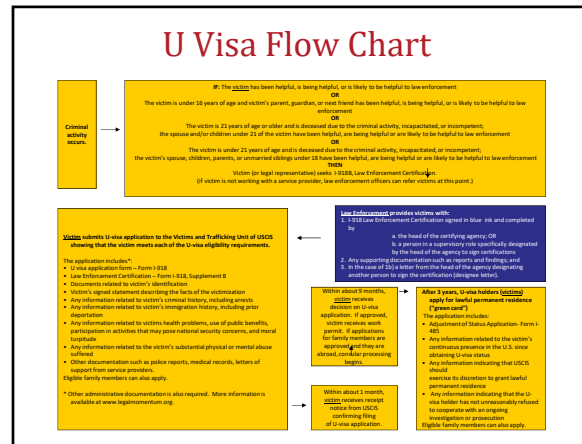 U Visa Flow Chart
Criminal
activity
occurs.
IF: The victim has been helpful, is being helpful, or is likely to be helpful to law enforcement
OR
The victim is under 16 years of age and victim's parent, guardian, or next friend has been helpful, is being helpful, or is likely to be helpful to law
enforcement
OR
The victim is 21 years of age or older and is deceased due to the criminal activity, incapacitated, or incompetent;
the spouse and/or children under 21 of the victim have been helpful, are being helpful or are likely to be helpful to law enforcement
OR
The victim is under 21 years of age and is deceased due to the criminal activity, incapacitated, or incompetent;
the victim's spouse, children, parents, or unmarried siblings under 18 have been helpful, are being helpful or are likely to be helpful to law enforcement
THEN
Victim (or legal representative) seeks I-918B, Law Enforcement Certification.
(if victim is not working with a service provider, law enforcement officers can refer victims at this point.)
Law Enforcement provides victims with:
1. I-918 Law Enforcement Certification signed in blue ink and completed
by
a. the head of the certifying agency; OR
b. a person in a supervisory role specifically designated
by the head of the agency to sign certifications
2. Any supporting documentation such as reports and findings; and
3. In the case of 1b) a letter from the head of the agency designating
another person to sign the certification (designee letter).
Victim submits U-visa application to the Victims and Trafficking Unit of USCIS
showing that the victim meets each of the U-visa eligibility requirements.
The application includes*:
• U visa application form – Form I-918
• Law Enforcement Certification – Form I-918, Supplement B
• Documents related to victim's identification
• Victim's signed statement describing the facts of the victimization
• Any information related to victim's criminal history, including arrests
• Any information related to victim's immigration history, including prior
deportation
• Any information related to victims health problems, use of public benefits,
participation in activities that may pose national security concerns, and moral
turpitude
• Any information related to the victim's substantial physical or mental abuse
suffered
• Other documentation such as police reports, medical records, letters of
support from service providers.
Eligible family members can also apply.
* Other administrative documentation is also required. More information is
available at www.legalmomentum.org.
Within about 1 month,
victim receives receipt
notice from USCIS
confirming filing
of U-visa application.
Within about 9 months,
victim receives
decision on U-visa
application. If approved,
victim receives work
permit. If applications
for family members are
approved and they are
abroad, consular processing
begins.
After 3 years, U-visa holders (victims)
apply for lawful permanent residence
("green card")
The application includes:
• Adjustment of Status Application- Form I-
485
• Any information related to the victim's
continuous presence in the U.S. since
obtaining U-visa status
• Any information indicating that USCIS
should
exercise its discretion to grant lawful
permanent residence
• Any information indicating that the U-
visa holder has not unreasonably refused
to cooperate with an ongoing
investigation or prosecution
Eligible family members can also apply.